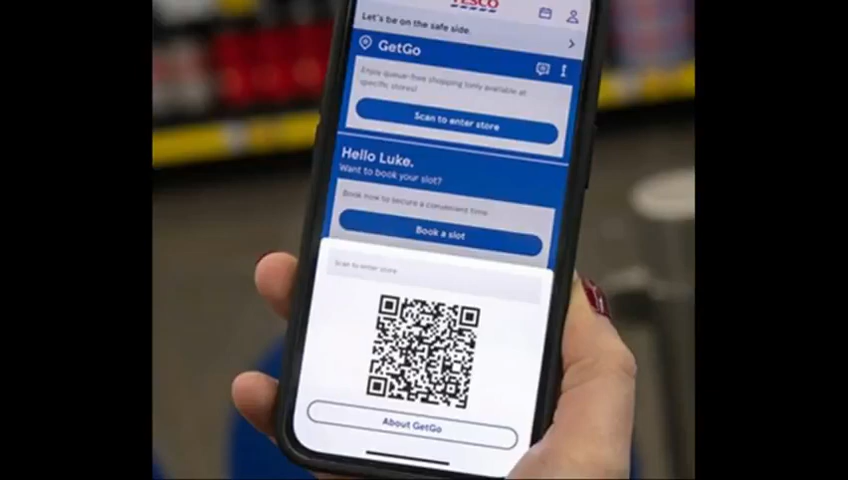 TESCO
Let's be on the safe side.
GetGo
Enjoy queue-free shopping (only available at
specific stores)
Scan to enter store
Hello Luke.
Want to book your slot?
Book now to secure a convenient time
Book a slot
Scan to enter store
About GetGo